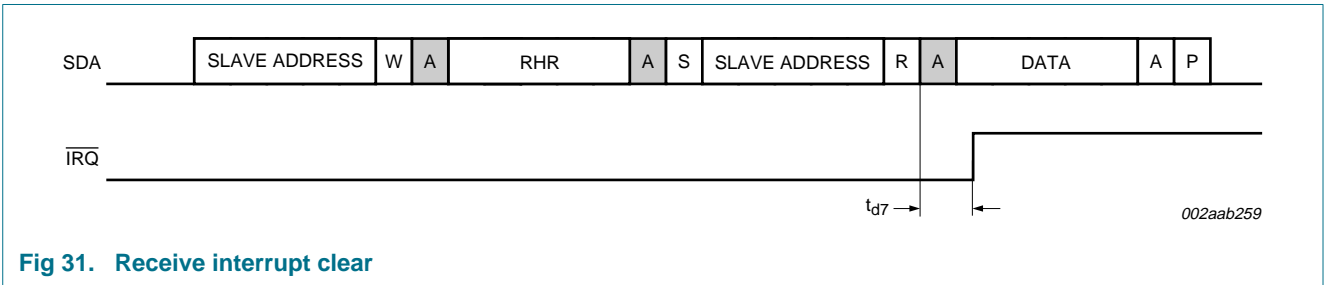 SDA SLAVE ADDRESS W A RHR A S SLAVE ADDRESS R A DATA A P
IRQ
td7
002aab259
Fig 31. Receive interrupt clear